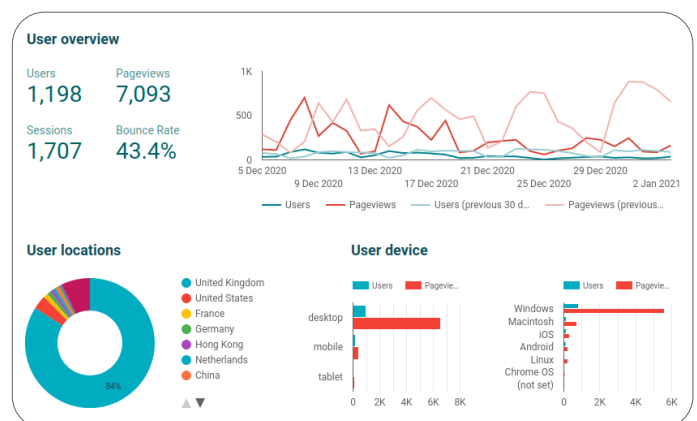 User overview
Users Pageviews
1,198 7,093
Sessions Bounce Rate
1,707 43.4%
1K
500
0
5 Dec 2020 13 Dec 2020 21 Dec 2020 29 Dec 2020
9 Dec 2020 17 Dec 2020 25 Dec 2020 2 Jan 2021
Users Pageviews Users (previous 30 d... Pageviews (previous...
User locations
United Kingdom
United States
France
Germany
Hong Kong
Netherlands
China
84%
User device
Users Pagevie...
desktop
mobile
tablet
0 2K 4K 6K 8K
Users Pagevie...
Windows
Macintosh
iOS
Android
Linux
Chrome OS
(not set)
0 2K 4K 6K